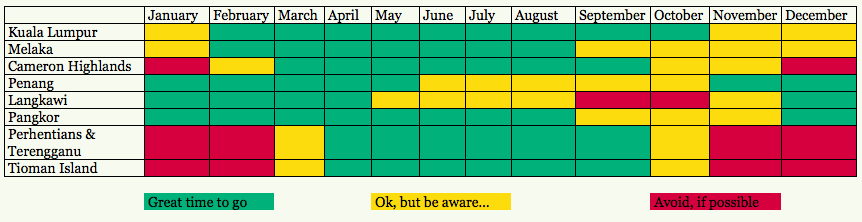 January February March April May June July August September October November December
Kuala Lumpur
Melaka
Cameron Highlands
Penang
Langkawi
Pangkor
Perhentians &
Terengganu
Tioman Island
Great time to go Ok, but be aware... Avoid, if possible